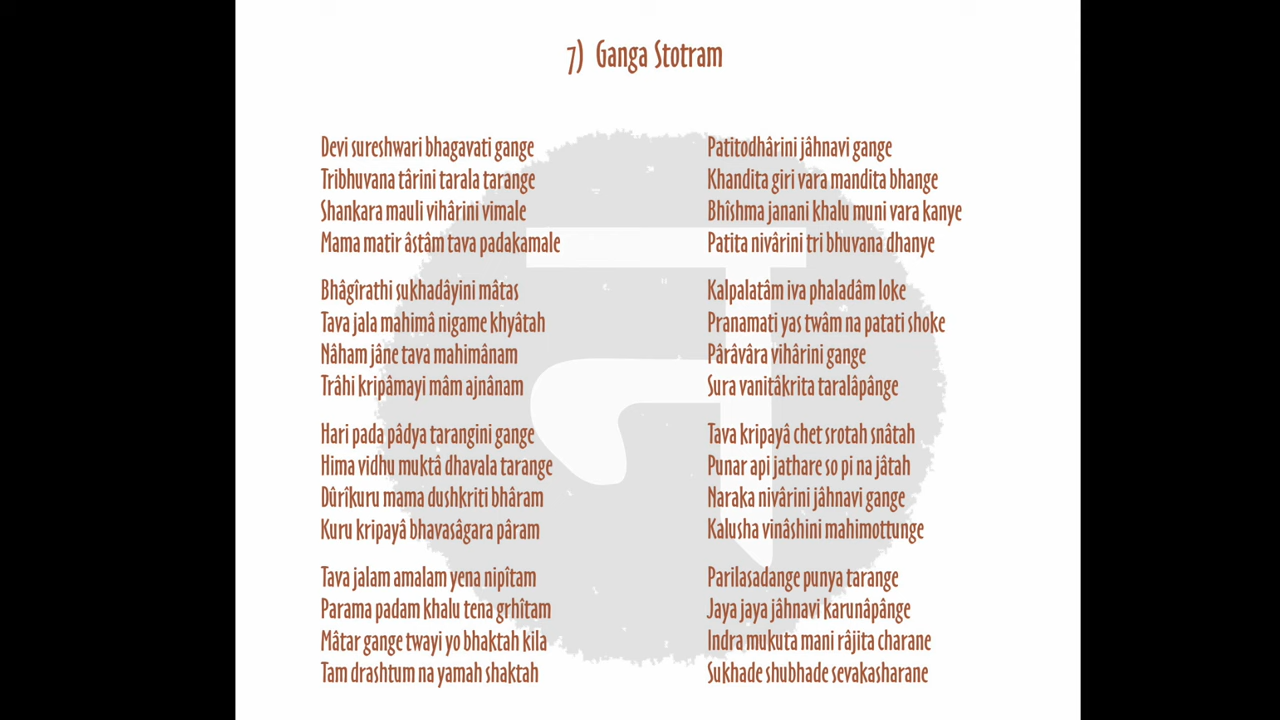 7) Ganga Stotram
Devi sureshwari bhagavati gange
Tribhuvana târini tarala tarange
Shankara mauli vihârini vimale
Mama matir âstâm tava padakamale
Bhâgîrathi sukhadâyini mâtas
Tava jala mahimâ nigame khyâtah
Nâham jâne tava mahimânam
Trâhi kripâmayi mâm ajnânam
Hari pada pâdya tarangini gange
Hima vidhu muktâ dhavala tarange
Dûrîkuru mama dushkriti bhâram
Kuru kripayâ bhavasâgara pâram
Tava jalam amalam yena nipîtam
Parama padam khalu tena grhîtam
Mâtar gange twayi yo bhaktah kila
Tam drashtum na yamah shaktah
Patitodhârini jâhnavi gange
Khandita giri vara mandita bhange
Bhîshma janani khalu muni vara kanye
Patita nivârini tri bhuvana dhanye
Kalpalatâm iva phaladâm loke
Pranamati yas twâm na patati shoke
Pârâvâra vihârini gange
Sura vanitâkrita taralâpânge
Tava kripayâ chet srotah snâtah
Punar api jathare so pi na jâtah
Naraka nivârini jâhnavi gange
Kalusha vinâshini mahimottunge
Parilasadange punya tarange
Jaya jaya jâhnavi karunâpânge
Indra mukuta mani râjita charane
Sukhade shubhade sevakasharane
न